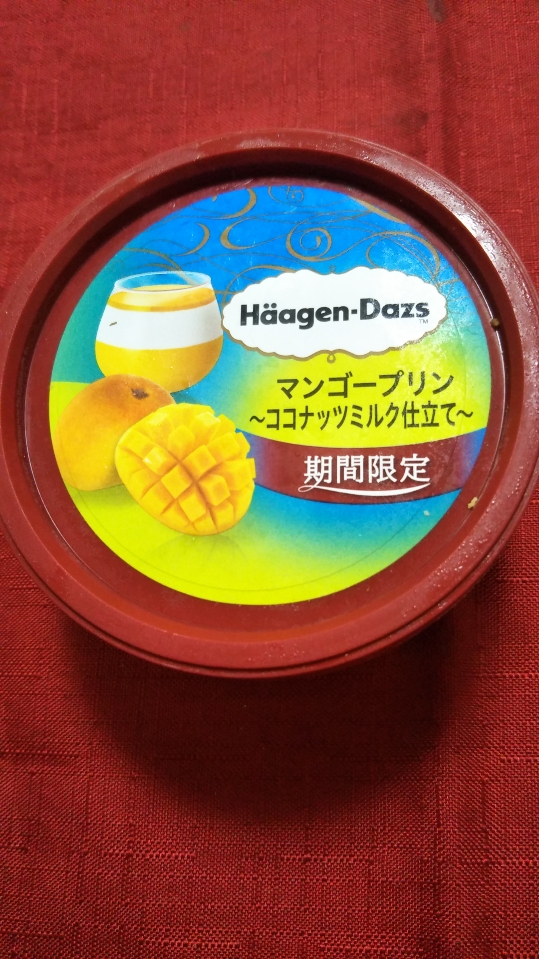 Häagen-Dazs
TM
マンゴープリン
～ココナッツミルク仕立て～
期間限定